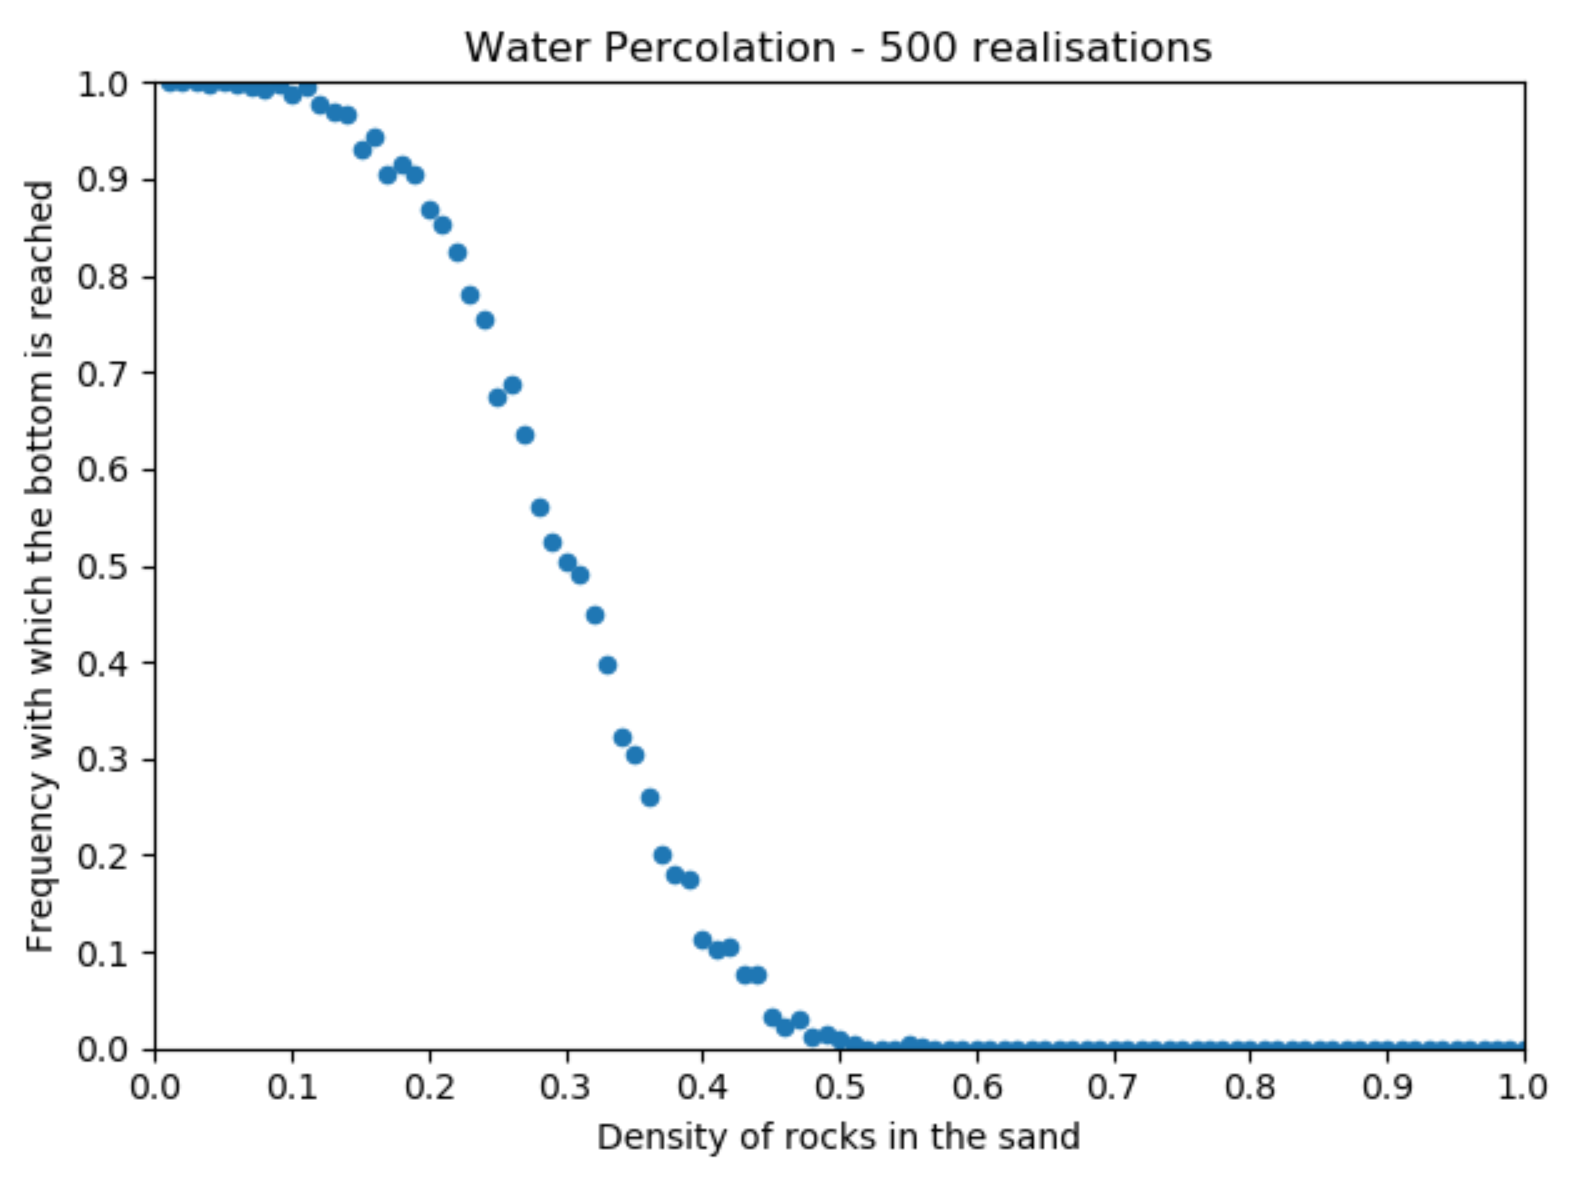 Water Percolation - 500 realisations
1.0
0.9
0.8
0.7
0.6
0.5
0.4
0.3
0.2
0.1
0.0
Frequency with which the bottom is reached
0.0 0.1 0.2 0.3 0.4 0.5 0.6 0.7 0.8 0.9 1.0
Density of rocks in the sand